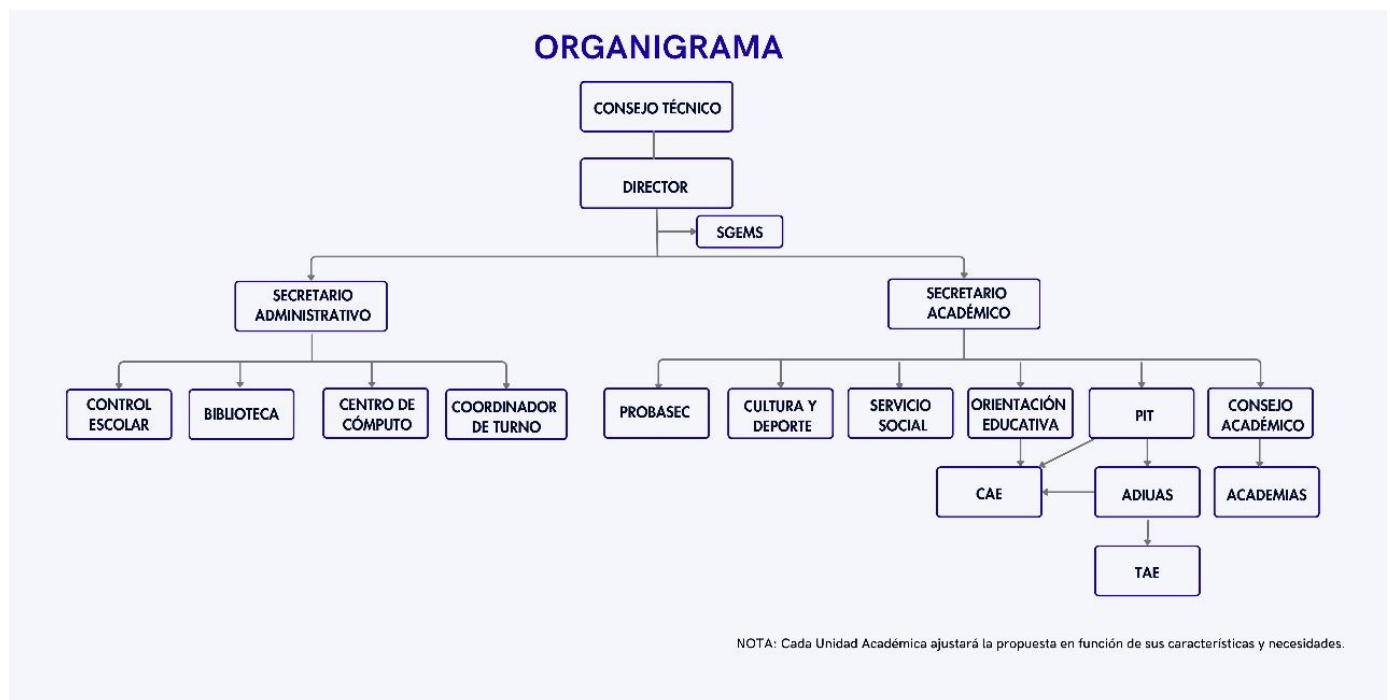 ORGANIGRAMA
CONSEJO TÉCNICO
DIRECTOR
SGEMS
SECRETARIO
ADMINISTRATIVO
SECRETARIO
ACADÉMICO
CONTROL
ESCOLAR
BIBLIOTECA
CENTRO DE
CÓMPUTO
COORDINADOR
DE TURNO
PROBASEC
CULTURA Y
DEPORTE
SERVICIO
SOCIAL
ORIENTACIÓN
EDUCATIVA
PIT
CONSEJO
ACADÉMICO
CAE
ADIUAS
ACADEMIAS
TAE
NOTA: Cada Unidad Académica ajustará la propuesta en función de sus características y necesidades.